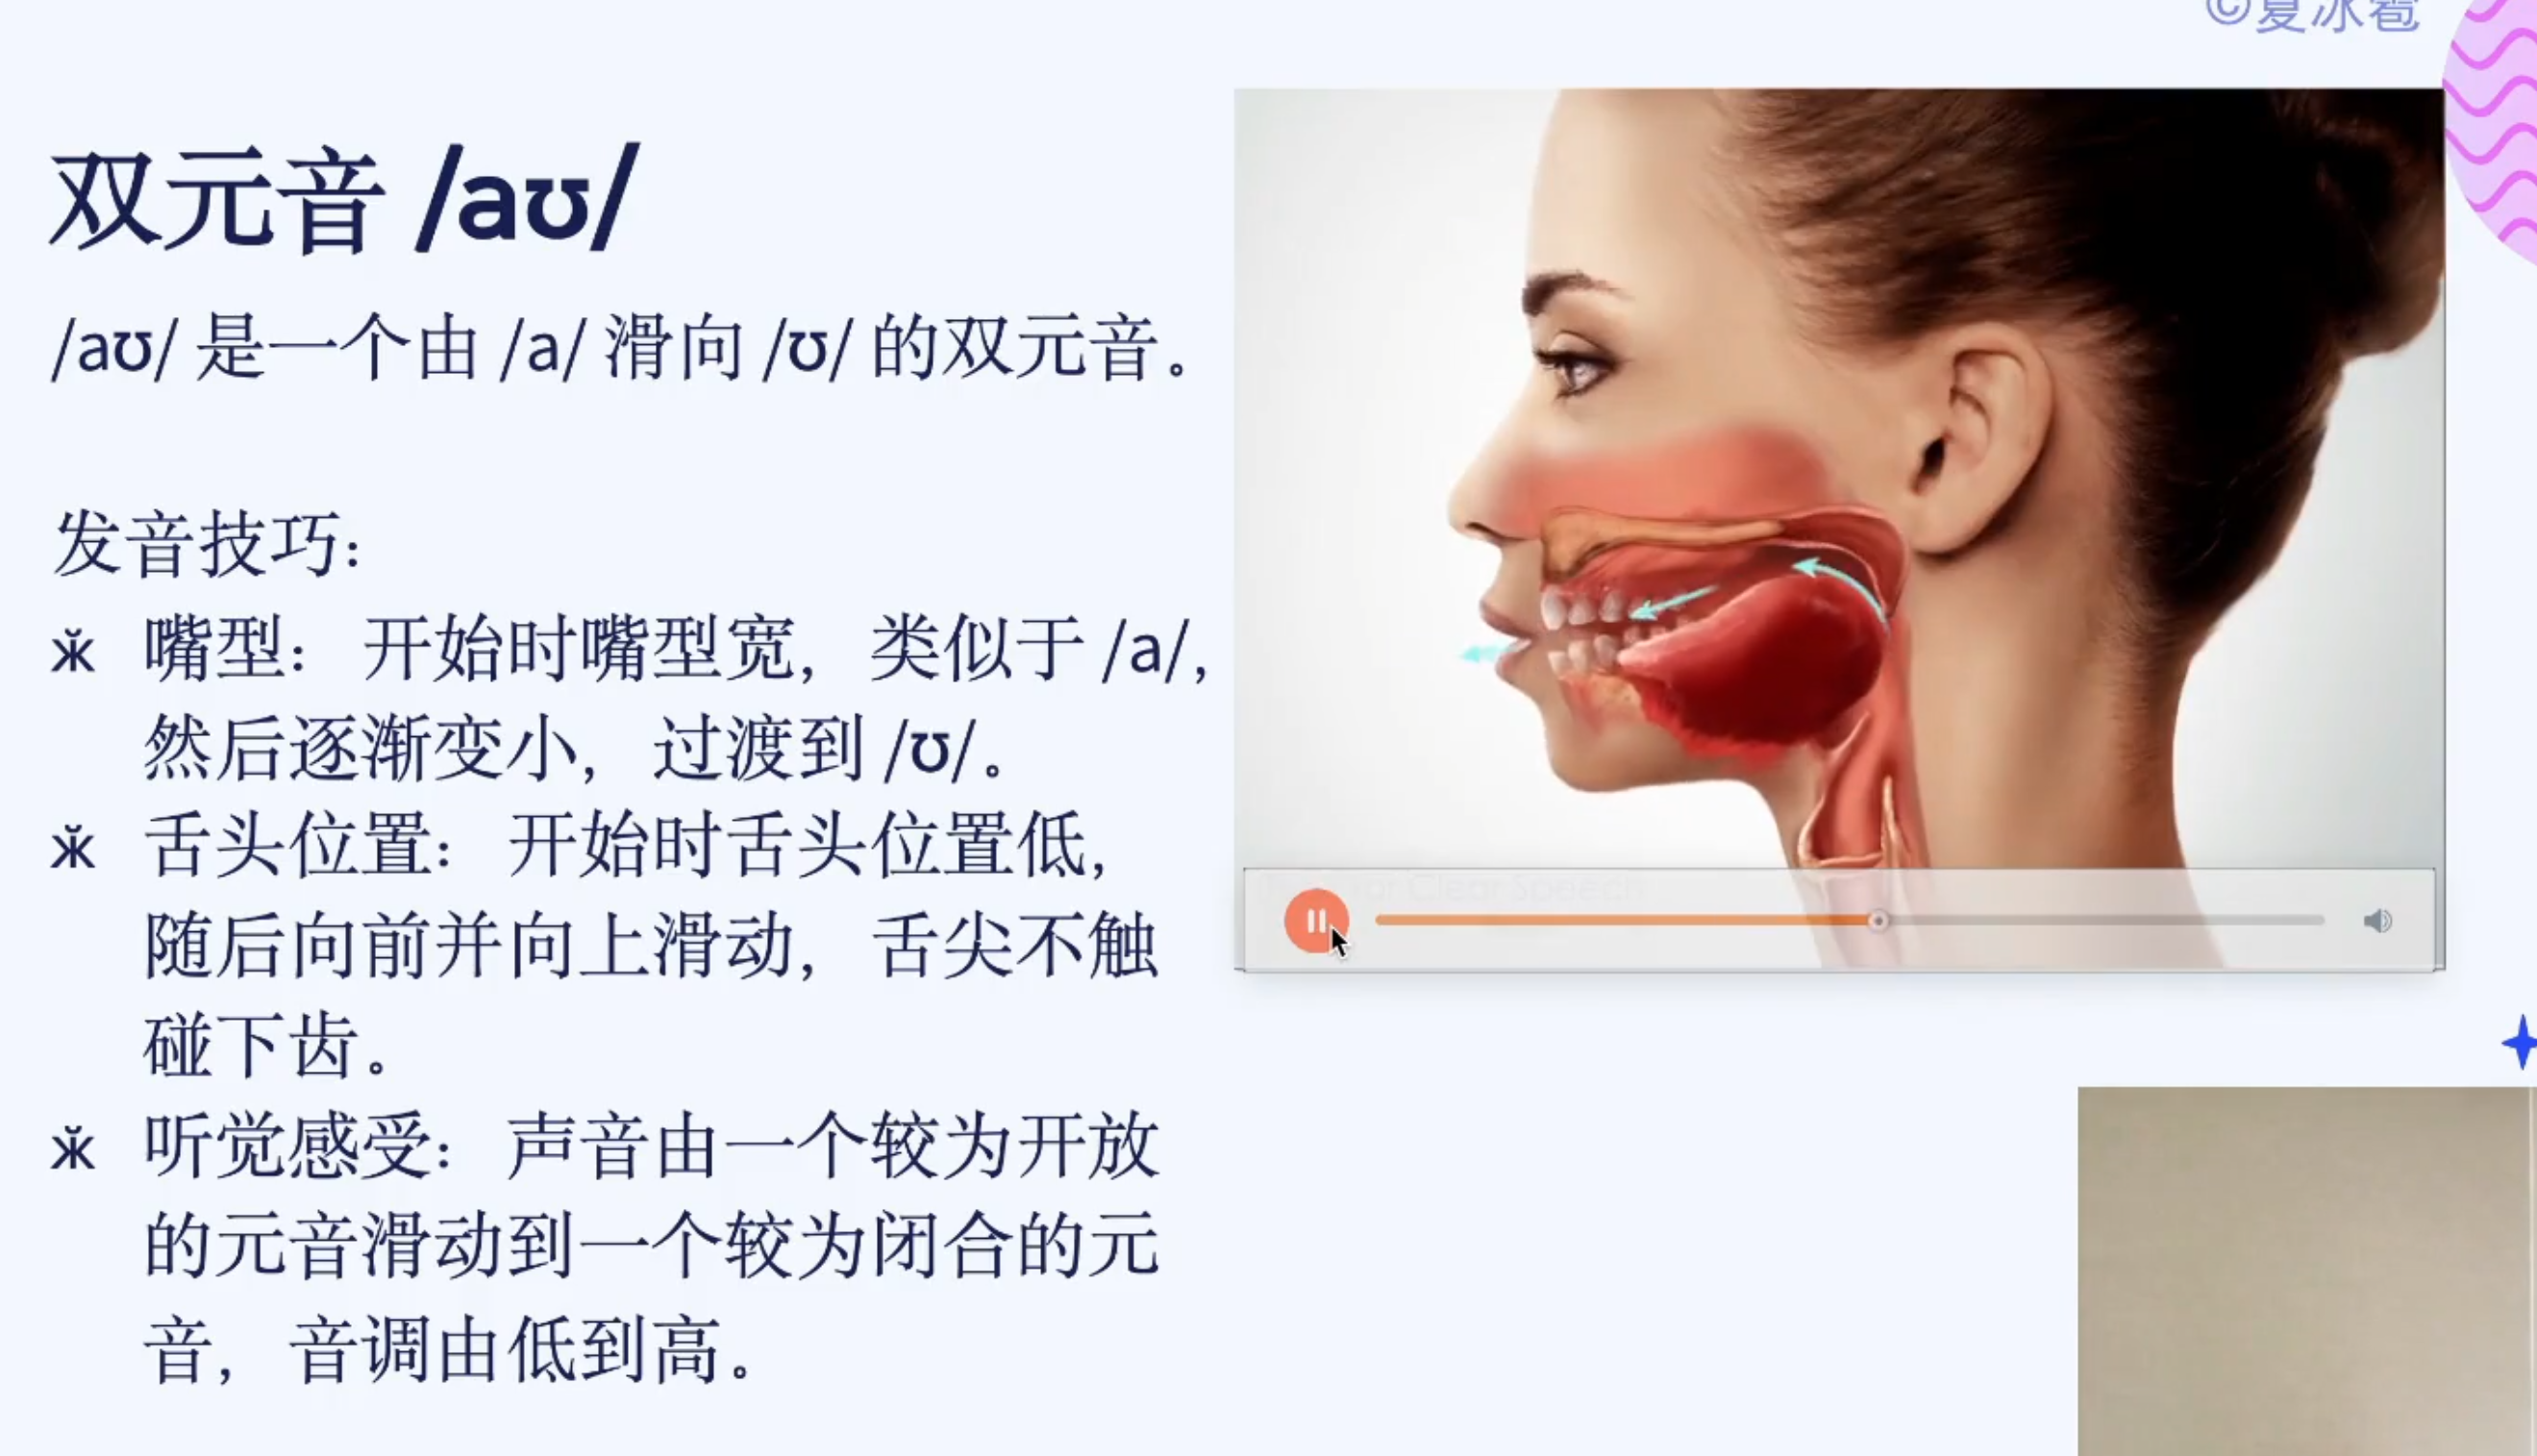 ©夏冰雹
双元音 /aʊ/
/aʊ/ 是一个由 /a/ 滑向 /ʊ/ 的双元音。
发音技巧：
ӝ 嘴型： 开始时嘴型宽，类似于 /a/，
然后逐渐变小，过渡到 /ʊ/。
ӝ 舌头位置： 开始时舌头位置低，
随后向前并向上滑动，舌尖不触
碰下齿。
ӝ 听觉感受： 声音由一个较为开放
的元音滑动到一个较为闭合的元
音，音调由低到高。
Clear Speech